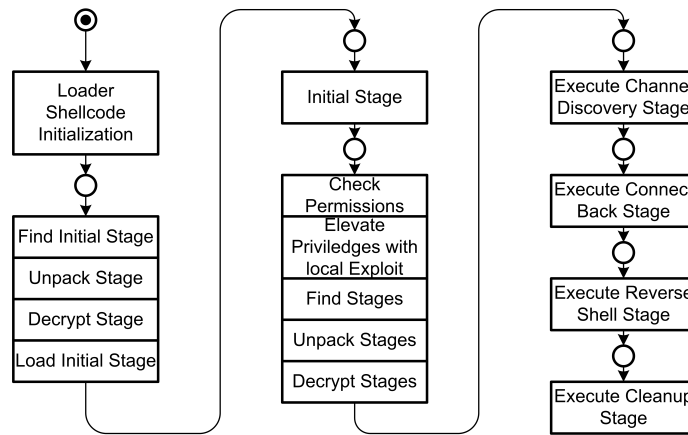 Loader
Shellcode
Initialization
Find Initial Stage
Unpack Stage
Decrypt Stage
Load Initial Stage
Initial Stage
Check
Permissions
Elevate
Priviledges with
local Exploit
Find Stages
Unpack Stages
Decrypt Stages
Execute Channe
Discovery Stage
Execute Connec
Back Stage
Execute Reverse
Shell Stage
Execute Cleanup
Stage